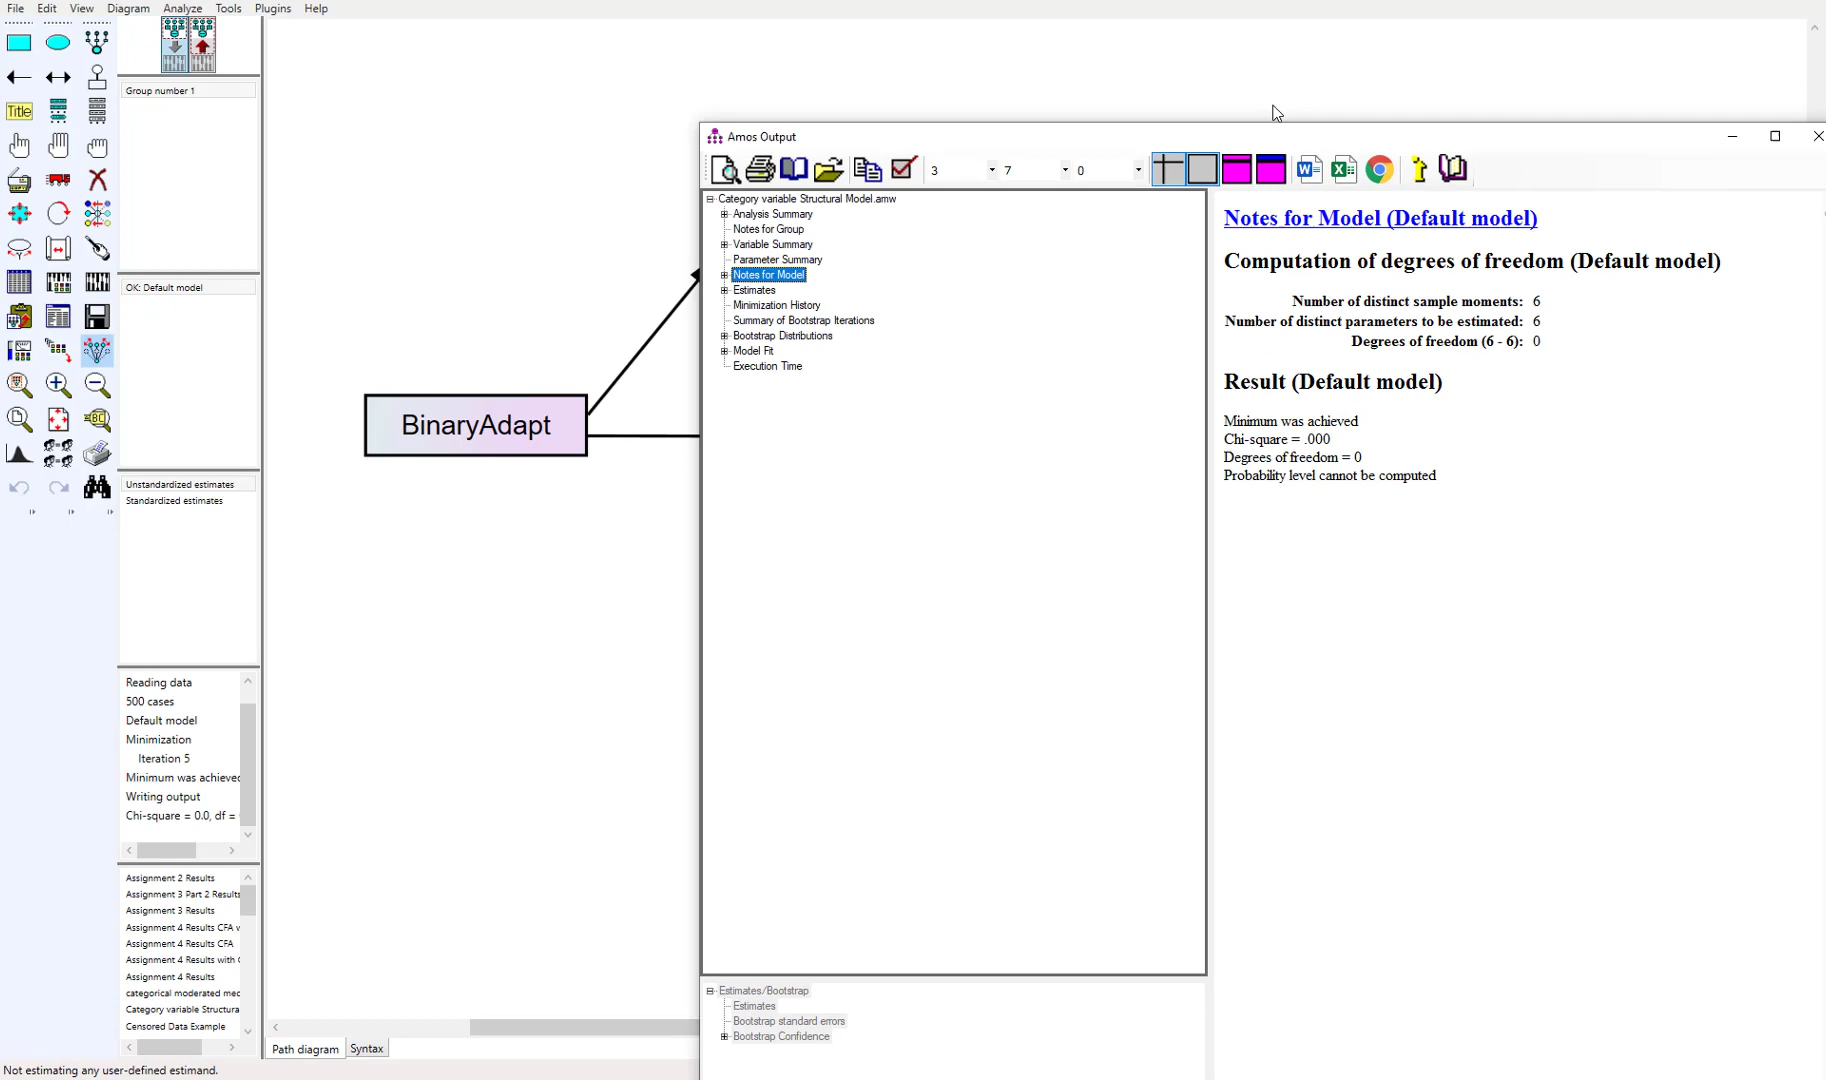 File Edit View Diagram Analyze Tools Plugins Help
Title
Group number 1
OK: Default model
Unstandardized estimates
Standardized estimates
Reading data
500 cases
Default model
Minimization
Iteration 5
Minimum was achieved
Writing output
Chi-square = 0.0, df =
Assignment 2 Results
Assignment 3 Part 2 Results
Assignment 3 Results
Assignment 4 Results CFA
Assignment 4 Results CFA
Assignment 4 Results with
Assignment 4 Results
categorical moderated med
Category variable Structura
Censored Data Example
Path diagram Syntax
Not estimating any user-defined estimand.
BinaryAdapt
Amos Output
3 7 0
Category variable Structural Model.amw
Analysis Summary
Notes for Group
Variable Summary
Parameter Summary
Notes for Model
Estimates
Minimization History
Summary of Bootstrap Iterations
Bootstrap Distributions
Model Fit
Execution Time
Estimates/Bootstrap
Estimates
Bootstrap standard errors
Bootstrap Confidence
Notes for Model (Default model)
Computation of degrees of freedom (Default model)
Number of distinct sample moments: 6
Number of distinct parameters to be estimated: 6
Degrees of freedom (6 - 6): 0
Result (Default model)
Minimum was achieved
Chi-square = .000
Degrees of freedom = 0
Probability level cannot be computed